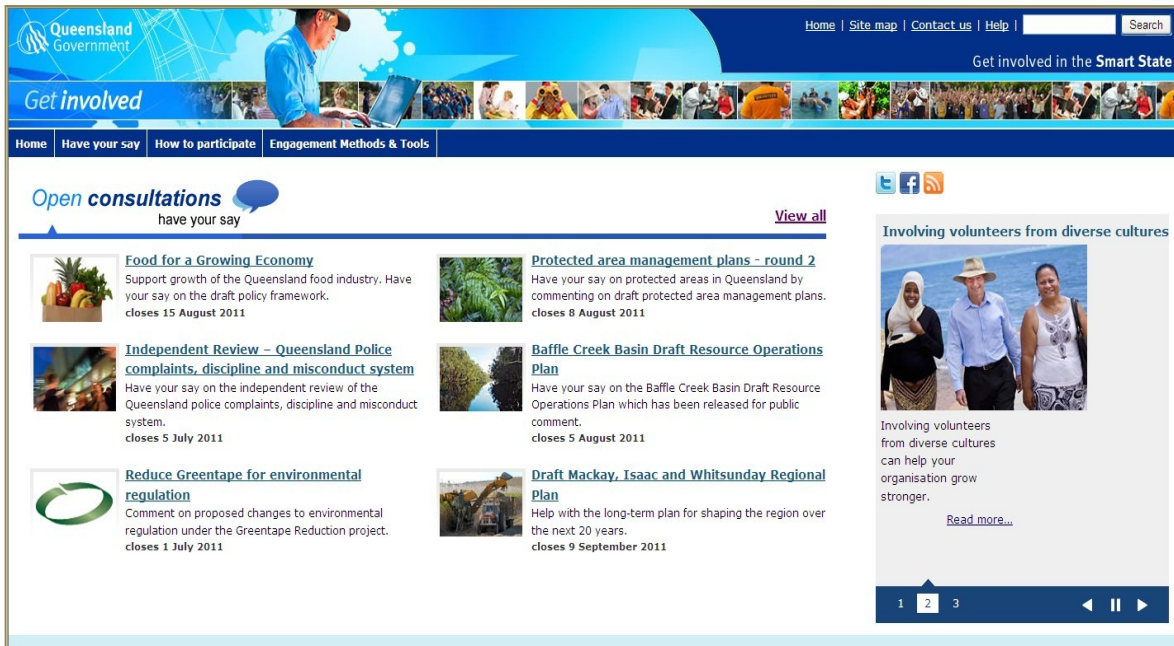 Queensland
Government
Home | Site map | Contact us | Help |
Search
Get involved in the Smart State
Get involved
Home
Have your say
How to participate
Engagement Methods & Tools
Open consultations
have your say
View all
Food for a Growing Economy
Support growth of the Queensland food industry. Have
your say on the draft policy framework.
closes 15 August 2011
Protected area management plans - round 2
Have your say on protected areas in Queensland by
commenting on draft protected area management plans.
closes 8 August 2011
Independent Review – Queensland Police
complaints, discipline and misconduct system
Have your say on the independent review of the
Queensland police complaints, discipline and misconduct
system.
closes 5 July 2011
Baffle Creek Basin Draft Resource Operations
Plan
Have your say on the Baffle Creek Basin Draft Resource
Operations Plan which has been released for public
comment.
closes 5 August 2011
Reduce Greentape for environmental
regulation
Comment on proposed changes to environmental
regulation under the Greentape Reduction project.
closes 1 July 2011
Draft Mackay, Isaac and Whitsunday Regional
Plan
Help with the long-term plan for shaping the region over
the next 20 years.
closes 9 September 2011
Involving volunteers from diverse cultures
Involving volunteers
from diverse cultures
can help your
organisation grow
stronger.
Read more...
1 2 3